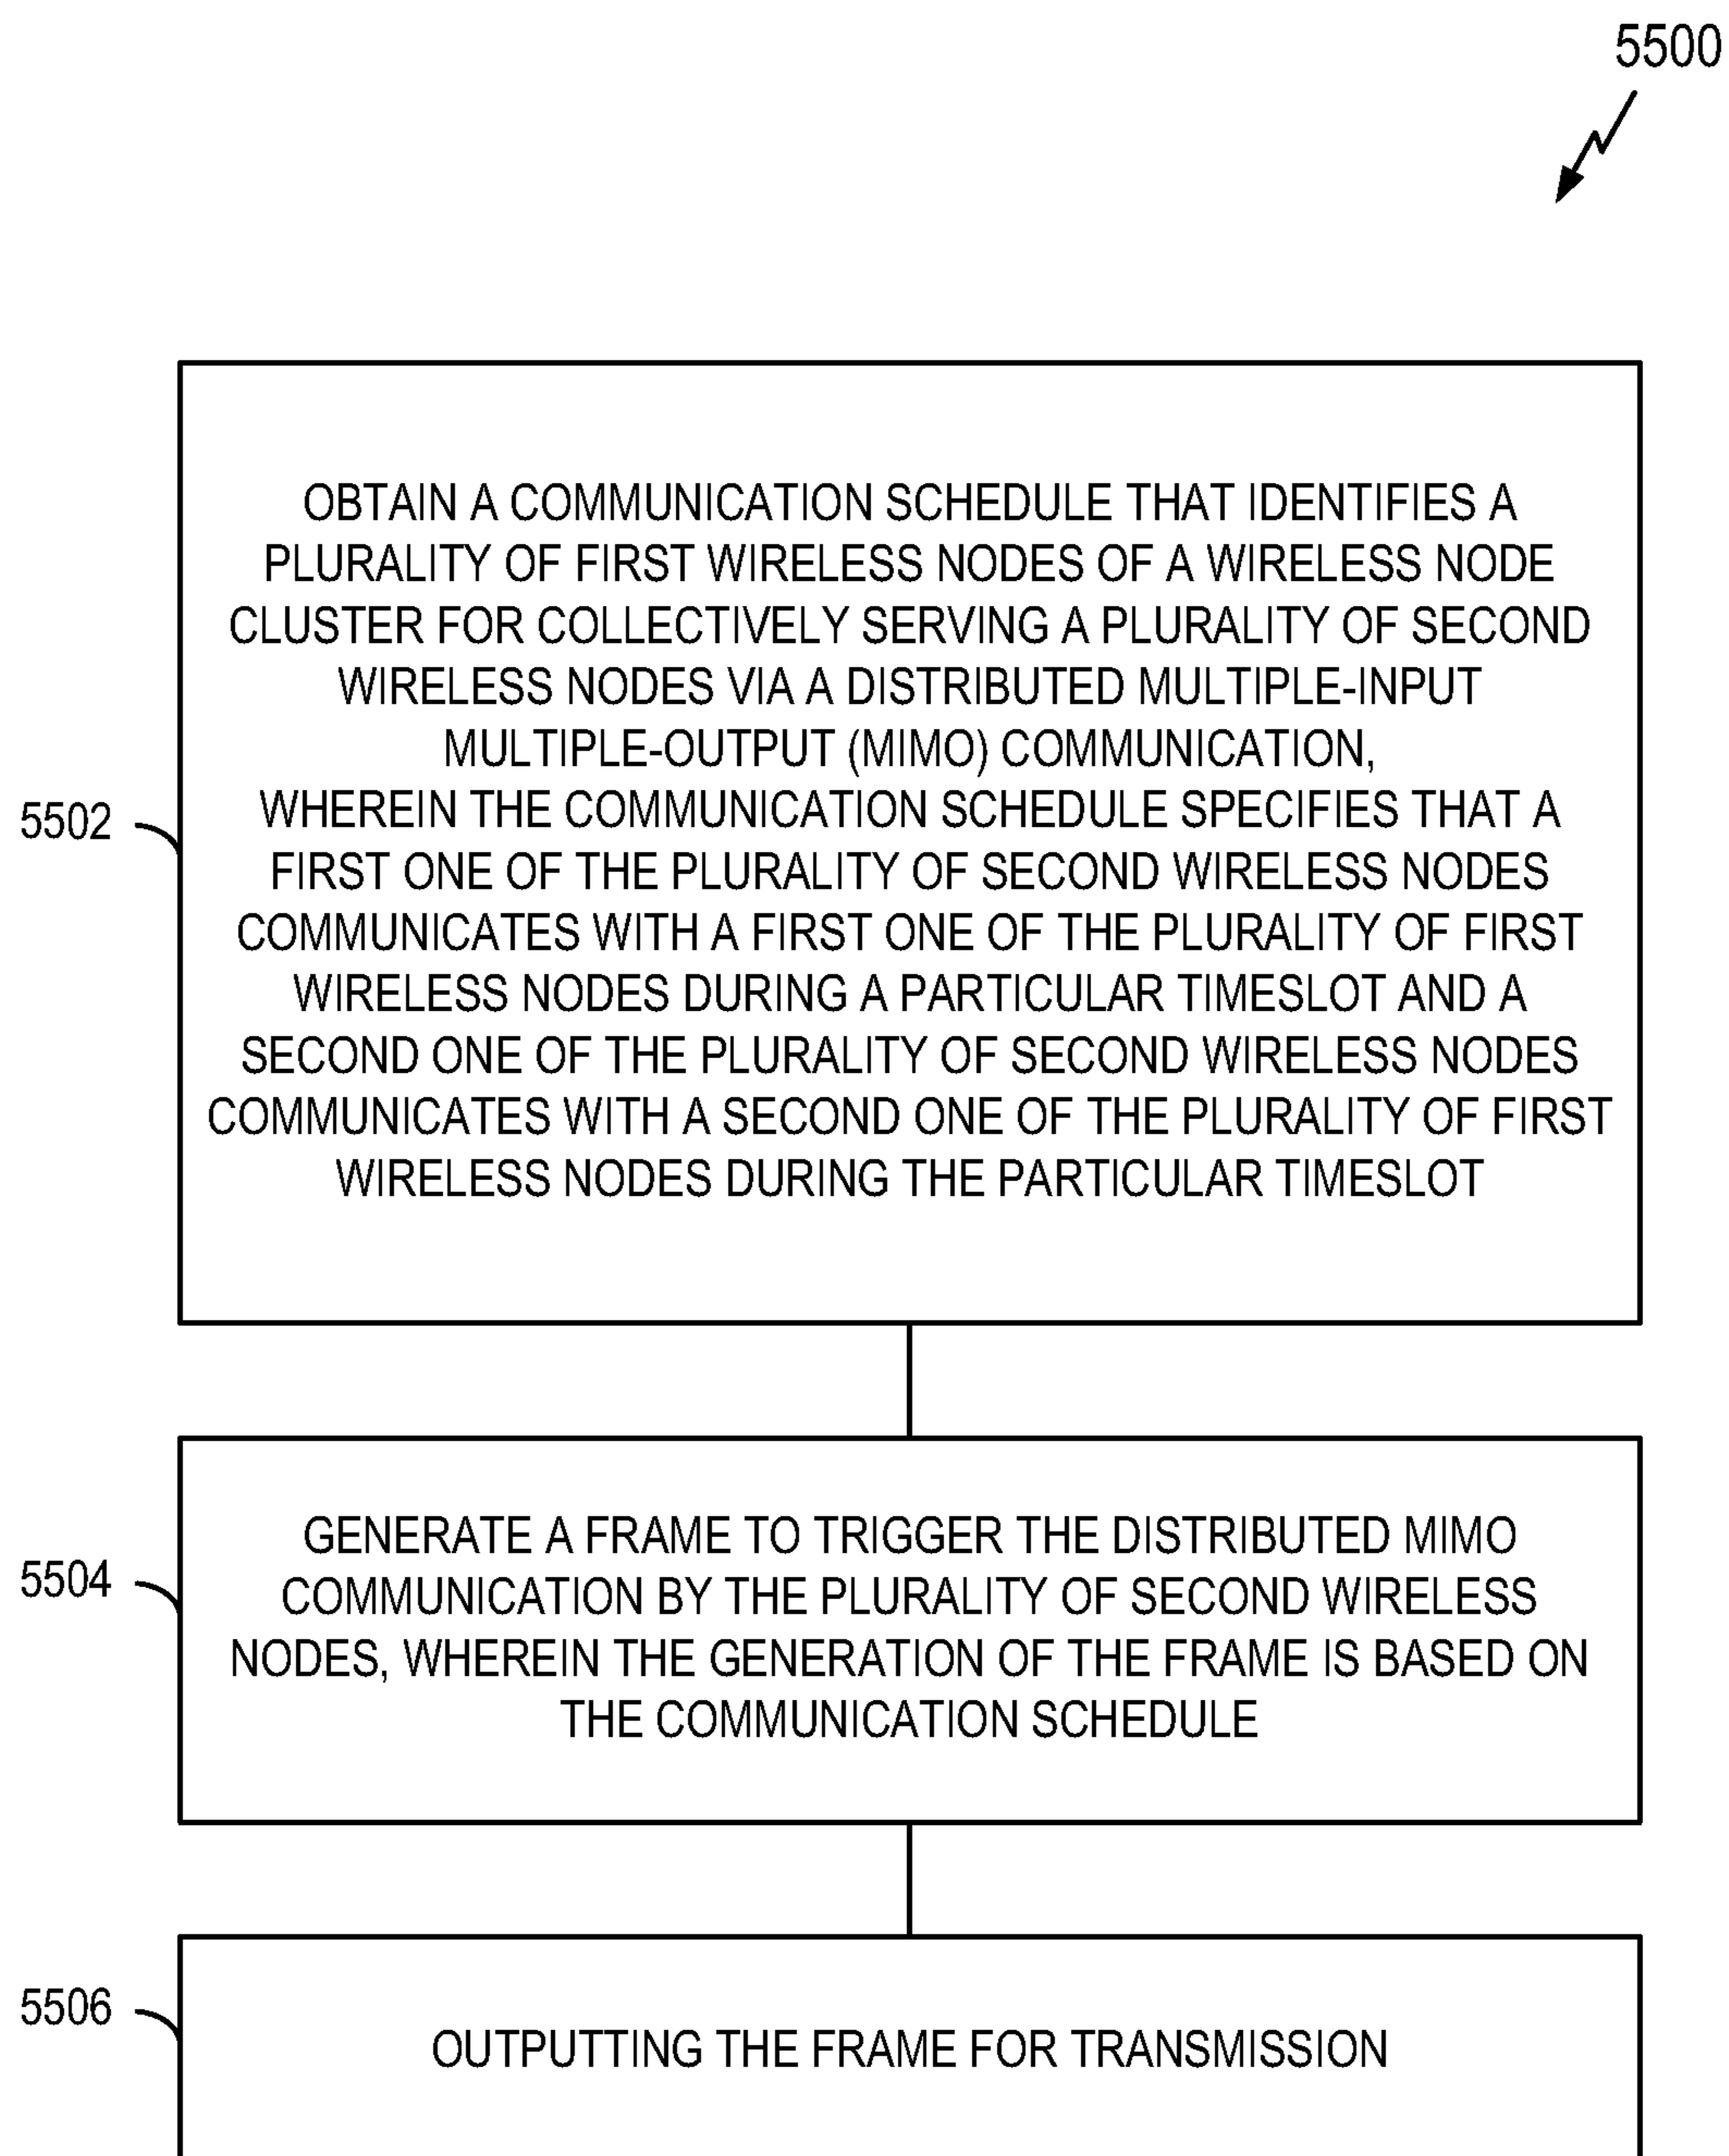 5500
OBTAIN A COMMUNICATION SCHEDULE THAT IDENTIFIES A
PLURALITY OF FIRST WIRELESS NODES OF A WIRELESS NODE
CLUSTER FOR COLLECTIVELY SERVING A PLURALITY OF SECOND
WIRELESS NODES VIA A DISTRIBUTED MULTIPLE-INPUT
MULTIPLE-OUTPUT (MIMO) COMMUNICATION,
WHEREIN THE COMMUNICATION SCHEDULE SPECIFIES THAT A
FIRST ONE OF THE PLURALITY OF SECOND WIRELESS NODES
COMMUNICATES WITH A FIRST ONE OF THE PLURALITY OF FIRST
WIRELESS NODES DURING A PARTICULAR TIMESLOT AND A
SECOND ONE OF THE PLURALITY OF SECOND WIRELESS NODES
COMMUNICATES WITH A SECOND ONE OF THE PLURALITY OF FIRST
WIRELESS NODES DURING THE PARTICULAR TIMESLOT
5502
GENERATE A FRAME TO TRIGGER THE DISTRIBUTED MIMO
COMMUNICATION BY THE PLURALITY OF SECOND WIRELESS
NODES, WHEREIN THE GENERATION OF THE FRAME IS BASED ON
THE COMMUNICATION SCHEDULE
5504
OUTPUTTING THE FRAME FOR TRANSMISSION
5506